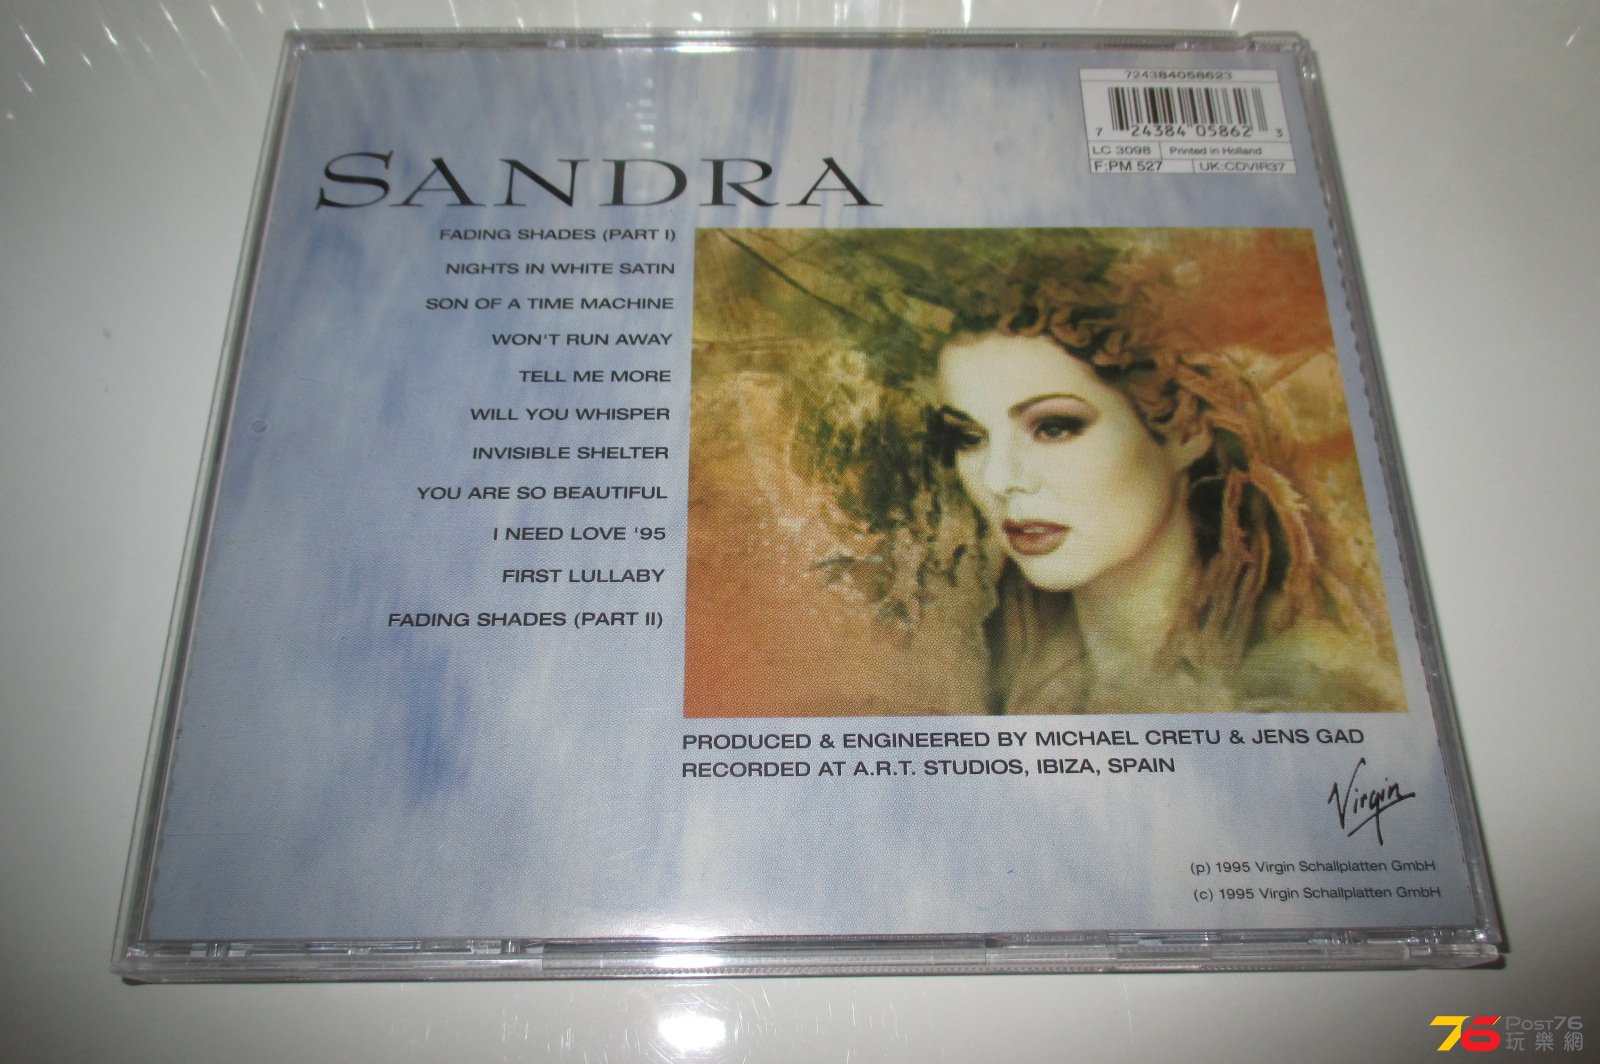 724384058623
7 24384 05862 3
LC 3098 Printed in Holland
F:PM 527 UK:CDVIR37
SANDRA
FADING SHADES (PART I)
NIGHTS IN WHITE SATIN
SON OF A TIME MACHINE
WON'T RUN AWAY
TELL ME MORE
WILL YOU WHISPER
INVISIBLE SHELTER
YOU ARE SO BEAUTIFUL
I NEED LOVE '95
FIRST LULLABY
FADING SHADES (PART II)
PRODUCED & ENGINEERED BY MICHAEL CRETU & JENS GAD
RECORDED AT A.R.T. STUDIOS, IBIZA, SPAIN
Virgin
(p) 1995 Virgin Schallplatten GmbH
(c) 1995 Virgin Schallplatten GmbH
76 Post76
玩樂網